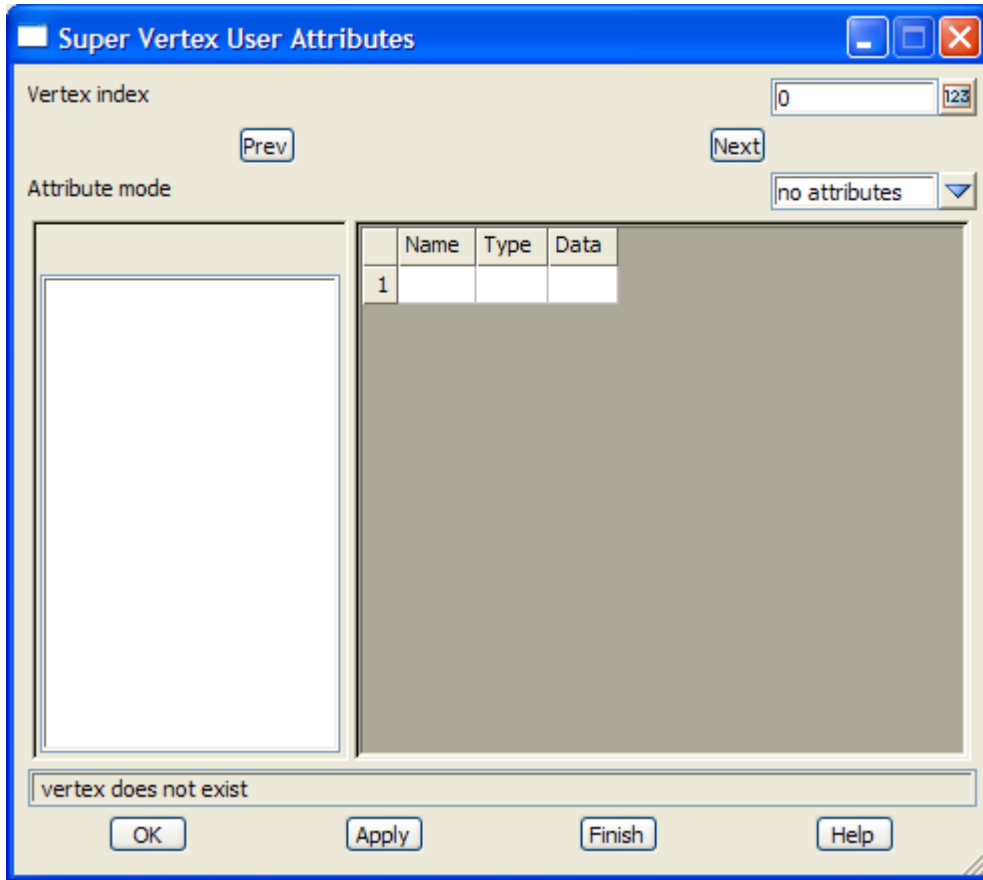 Super Vertex User Attributes
Vertex index 0 123
Prev Next
Attribute mode no attributes
Name Type Data
1
vertex does not exist
OK Apply Finish Help